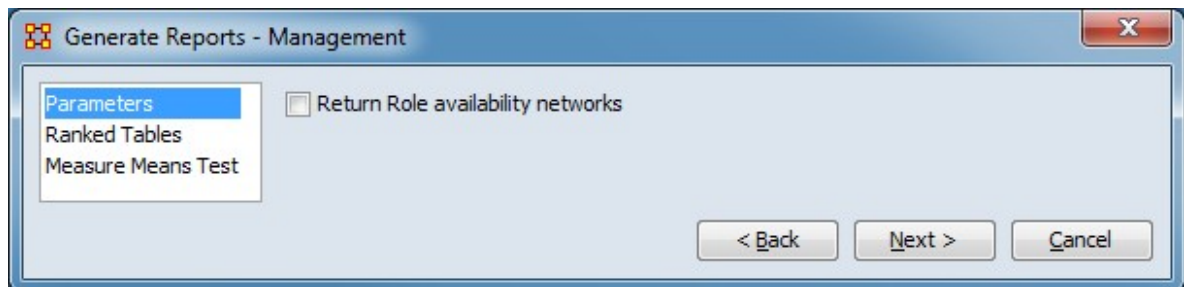 Generate Reports - Management
X
Parameters
Return Role availability networks
Ranked Tables
Measure Means Test
< Back
Next >
Cancel